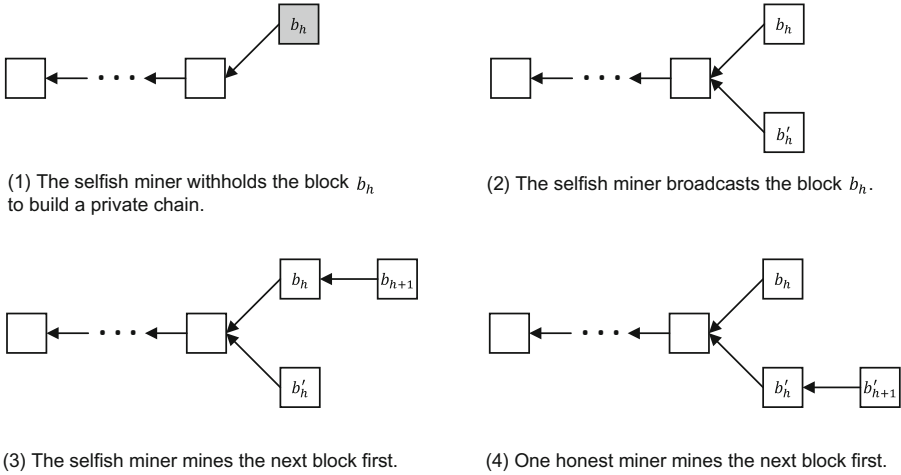 b_h
b_h
. . .
. . .
b'_h
(1) The selfish miner withholds the block b_h
to build a private chain.
(2) The selfish miner broadcasts the block b_h.
b_h b_{h+1}
b_h
. . .
. . .
b'_h
b'_h b'_{h+1}
(3) The selfish miner mines the next block first.
(4) One honest miner mines the next block first.